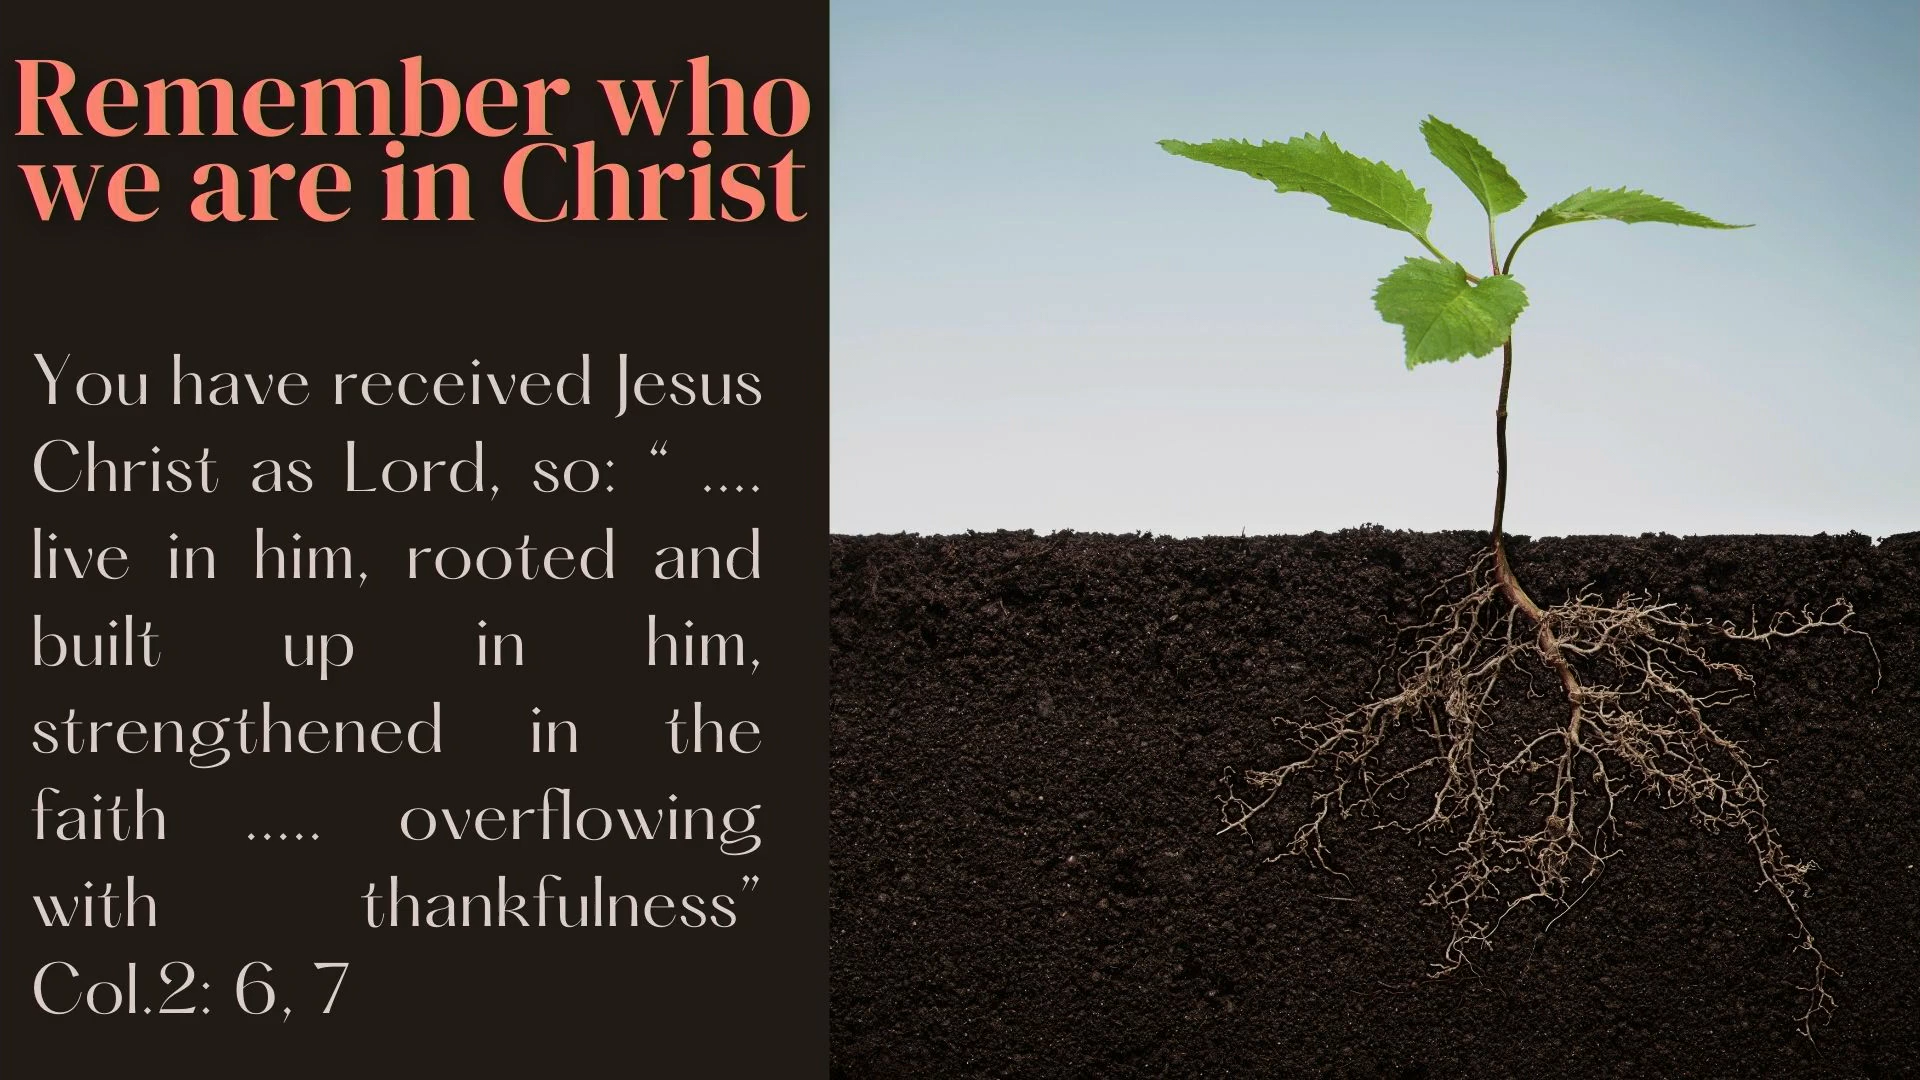 Remember who
we are in Christ
You have received Jesus
Christ as Lord, so: “ ....
live in him, rooted and
built up in him,
strengthened in the
faith ..... overflowing
with thankfulness”
Col.2: 6, 7